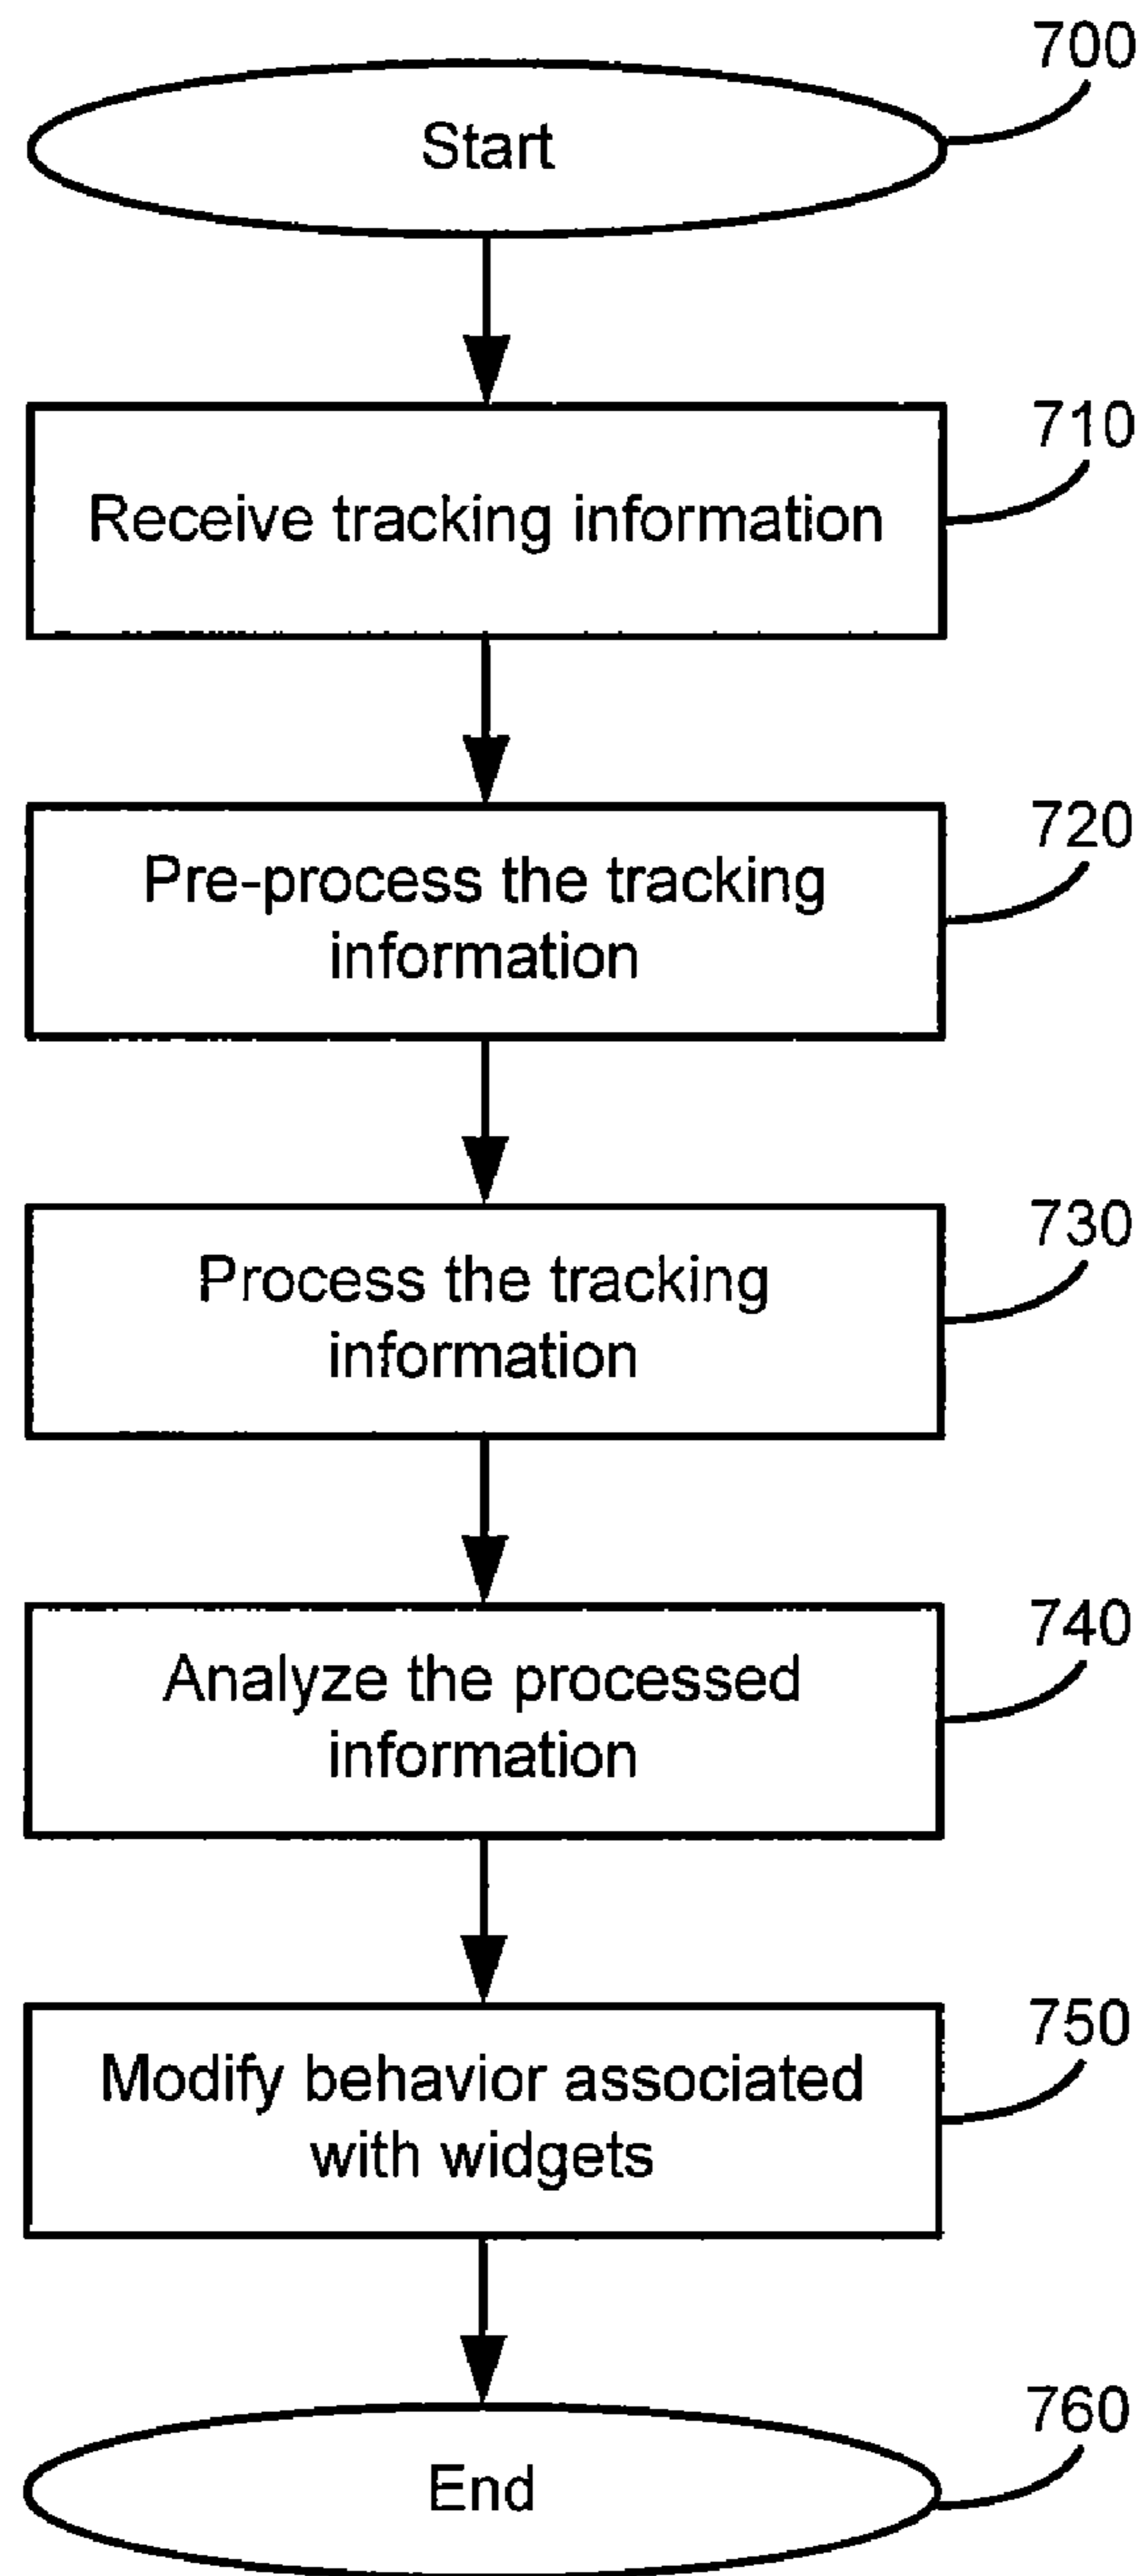 700
Start
710
Receive tracking information
720
Pre-process the tracking
information
730
Process the tracking
information
740
Analyze the processed
information
750
Modify behavior associated
with widgets
760
End